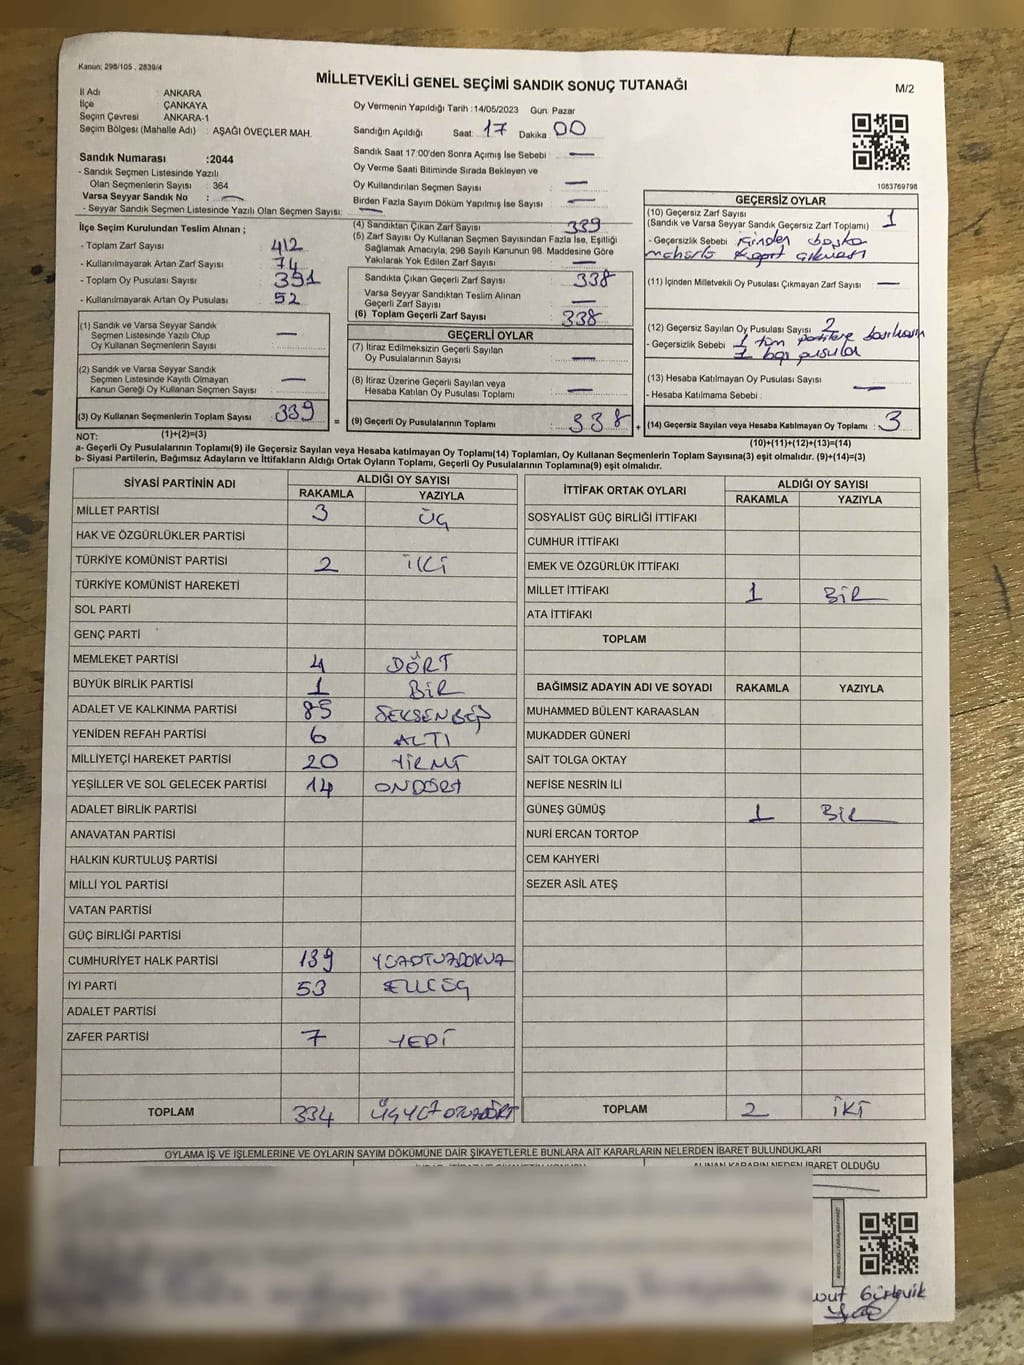 Kanun: 298/105 , 2839/4
MİLLETVEKİLİ GENEL SEÇİMİ SANDIK SONUÇ TUTANAĞI
M/2
İl Adı : ANKARA
İlçe : ÇANKAYA
Seçim Çevresi : ANKARA-1
Seçim Bölgesi (Mahalle Adı) : AŞAĞI ÖVEÇLER MAH.
Sandık Numarası :2044
- Sandık Seçmen Listesinde Yazılı
Olan Seçmenlerin Sayısı : 364
Varsa Seyyar Sandık No : —
- Seyyar Sandık Seçmen Listesinde Yazılı Olan Seçmen Sayısı: —
Oy Vermenin Yapıldığı Tarih :14/05/2023 Gün: Pazar
Sandığın Açıldığı Saat: 17 Dakika: 00
Sandık Saat 17:00'den Sonra Açımış İse Sebebi : —
Oy Verme Saati Bitiminde Sırada Bekleyen ve
Oy Kullandırılan Seçmen Sayısı : —
Birden Fazla Sayım Döküm Yapılmış İse Sayısı : —
1083769798
İlçe Seçim Kurulundan Teslim Alınan ;
- Toplam Zarf Sayısı : 412
- Kullanılmayarak Artan Zarf Sayısı : 74
- Toplam Oy Pusulası Sayısı : 391
- Kullanılmayarak Artan Oy Pusulası : 52
(4) Sandıktan Çıkan Zarf Sayısı : 339
(5) Zarf Sayısı Oy Kullanan Seçmen Sayısından Fazla İse, Eşitliği
Sağlamak Amacıyla, 298 Sayılı Kanunun 98. Maddesine Göre
Yakılarak Yok Edilen Zarf Sayısı : —
Sandıkta Çıkan Geçerli Zarf Sayısı : 338
Varsa Seyyar Sandıktan Teslim Alınan
Geçerli Zarf Sayısı : —
(6) Toplam Geçerli Zarf Sayısı : 338
GEÇERSİZ OYLAR
(10) Geçersiz Zarf Sayısı : 1
(Sandık ve Varsa Seyyar Sandık Geçersiz Zarf Toplamı)
- Geçersizlik Sebebi : içinden başka
çıkması
(11) İçinden Milletvekili Oy Pusulası Çıkmayan Zarf Sayısı : —
(12) Geçersiz Sayılan Oy Pusulası Sayısı : 2
- Geçersizlik Sebebi : 1 tüm partilere basılması
1 boş pusula
(13) Hesaba Katılmayan Oy Pusulası Sayısı : —
- Hesaba Katılmama Sebebi :
(1) Sandık ve Varsa Seyyar Sandık
Seçmen Listesinde Yazılı Olup
Oy Kullanan Seçmenlerin Sayısı : —
(2) Sandık ve Varsa Seyyar Sandık
Seçmen Listesinde Kayıtlı Olmayan
Kanun Gereği Oy Kullanan Seçmen Sayısı : —
GEÇERLİ OYLAR
(7) İtiraz Edilmeksizin Geçerli Sayılan
Oy Pusulalarının Sayısı : —
(8) İtiraz Üzerine Geçerli Sayılan veya
Hesaba Katılan Oy Pusulası Toplamı : —
(3) Oy Kullanan Seçmenlerin Toplam Sayısı : 339 = (9) Geçerli Oy Pusulalarının Toplamı : 338 + (14) Geçersiz Sayılan veya Hesaba Katılmayan Oy Toplamı : 3
NOT: (1)+(2)=(3) (10)+(11)+(12)+(13)=(14)
a- Geçerli Oy Pusulalarının Toplamı(9) ile Geçersiz Sayılan veya Hesaba katılmayan Oy Toplamı(14) Toplamları, Oy Kullanan Seçmenlerin Toplam Sayısına(3) eşit olmalıdır. (9)+(14)=(3)
b- Siyasi Partilerin, Bağımsız Adayların ve İttifakların Aldığı Ortak Oyların Toplamı, Geçerli Oy Pusulalarının Toplamına(9) eşit olmalıdır.
SİYASİ PARTİNİN ADI ALDIĞI OY SAYISI
RAKAMLA YAZIYLA
MİLLET PARTİSİ 3 ÜÇ
HAK VE ÖZGÜRLÜKLER PARTİSİ
TÜRKİYE KOMÜNİST PARTİSİ 2 İKİ
TÜRKİYE KOMÜNİST HAREKETİ
SOL PARTİ
GENÇ PARTİ
MEMLEKET PARTİSİ 4 DÖRT
BÜYÜK BİRLİK PARTİSİ 1 BİR
ADALET VE KALKINMA PARTİSİ 85 SEKSENBEŞ
YENİDEN REFAH PARTİSİ 6 ALTI
MİLLİYETÇİ HAREKET PARTİSİ 20 YİRMİ
YEŞİLLER VE SOL GELECEK PARTİSİ 14 ONDÖRT
ADALET BİRLİK PARTİSİ
ANAVATAN PARTİSİ
HALKIN KURTULUŞ PARTİSİ
MİLLİ YOL PARTİSİ
VATAN PARTİSİ
GÜÇ BİRLİĞİ PARTİSİ
CUMHURİYET HALK PARTİSİ 139 YÜZOTUZDOKUZ
İYİ PARTİ 53 ELLİÜÇ
ADALET PARTİSİ
ZAFER PARTİSİ 7 YEDİ
TOPLAM 334 ÜÇYÜZOTUZDÖRT
İTTİFAK ORTAK OYLARI ALDIĞI OY SAYISI
RAKAMLA YAZIYLA
SOSYALİST GÜÇ BİRLİĞİ İTTİFAKI
CUMHUR İTTİFAKI
EMEK VE ÖZGÜRLÜK İTTİFAKI
MİLLET İTTİFAKI 1 BİR
ATA İTTİFAKI
TOPLAM
BAĞIMSIZ ADAYIN ADI VE SOYADI RAKAMLA YAZIYLA
MUHAMMED BÜLENT KARAASLAN
MUKADDER GÜNERİ
SAİT TOLGA OKTAY
NEFİSE NESRİN İLİ
GÜNEŞ GÜMÜŞ 1 BİR
NURİ ERCAN TORTOP
CEM KAHYERİ
SEZER ASİL ATEŞ
TOPLAM 2 İKİ
OYLAMA İŞ VE İŞLEMLERİNE VE OYLARIN SAYIM DÖKÜMÜNE DAİR ŞİKAYETLERLE BUNLARA AİT KARARLARIN NELERDEN İBARET BULUNDUKLARI
ALINAN KARARIN NEDEN İBARET OLDUĞU